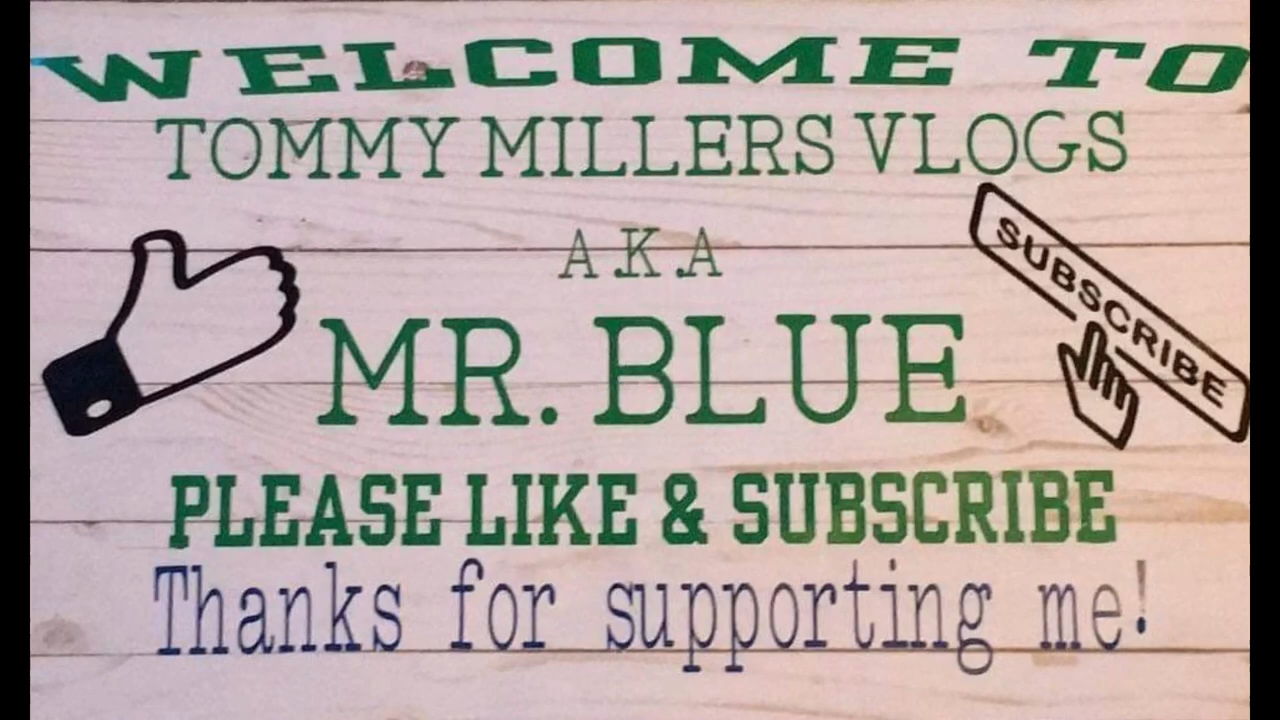 WELCOME TO
TOMMY MILLERS VLOGS
A.K.A
MR. BLUE
SUBSCRIBE
PLEASE LIKE & SUBSCRIBE
Thanks for supporting me!